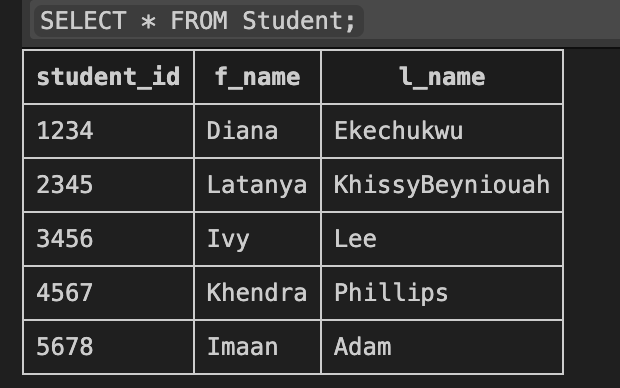 SELECT * FROM Student;
student_id f_name l_name
1234 Diana Ekechukwu
2345 Latanya KhissyBeyniouah
3456 Ivy Lee
4567 Khendra Phillips
5678 Imaan Adam